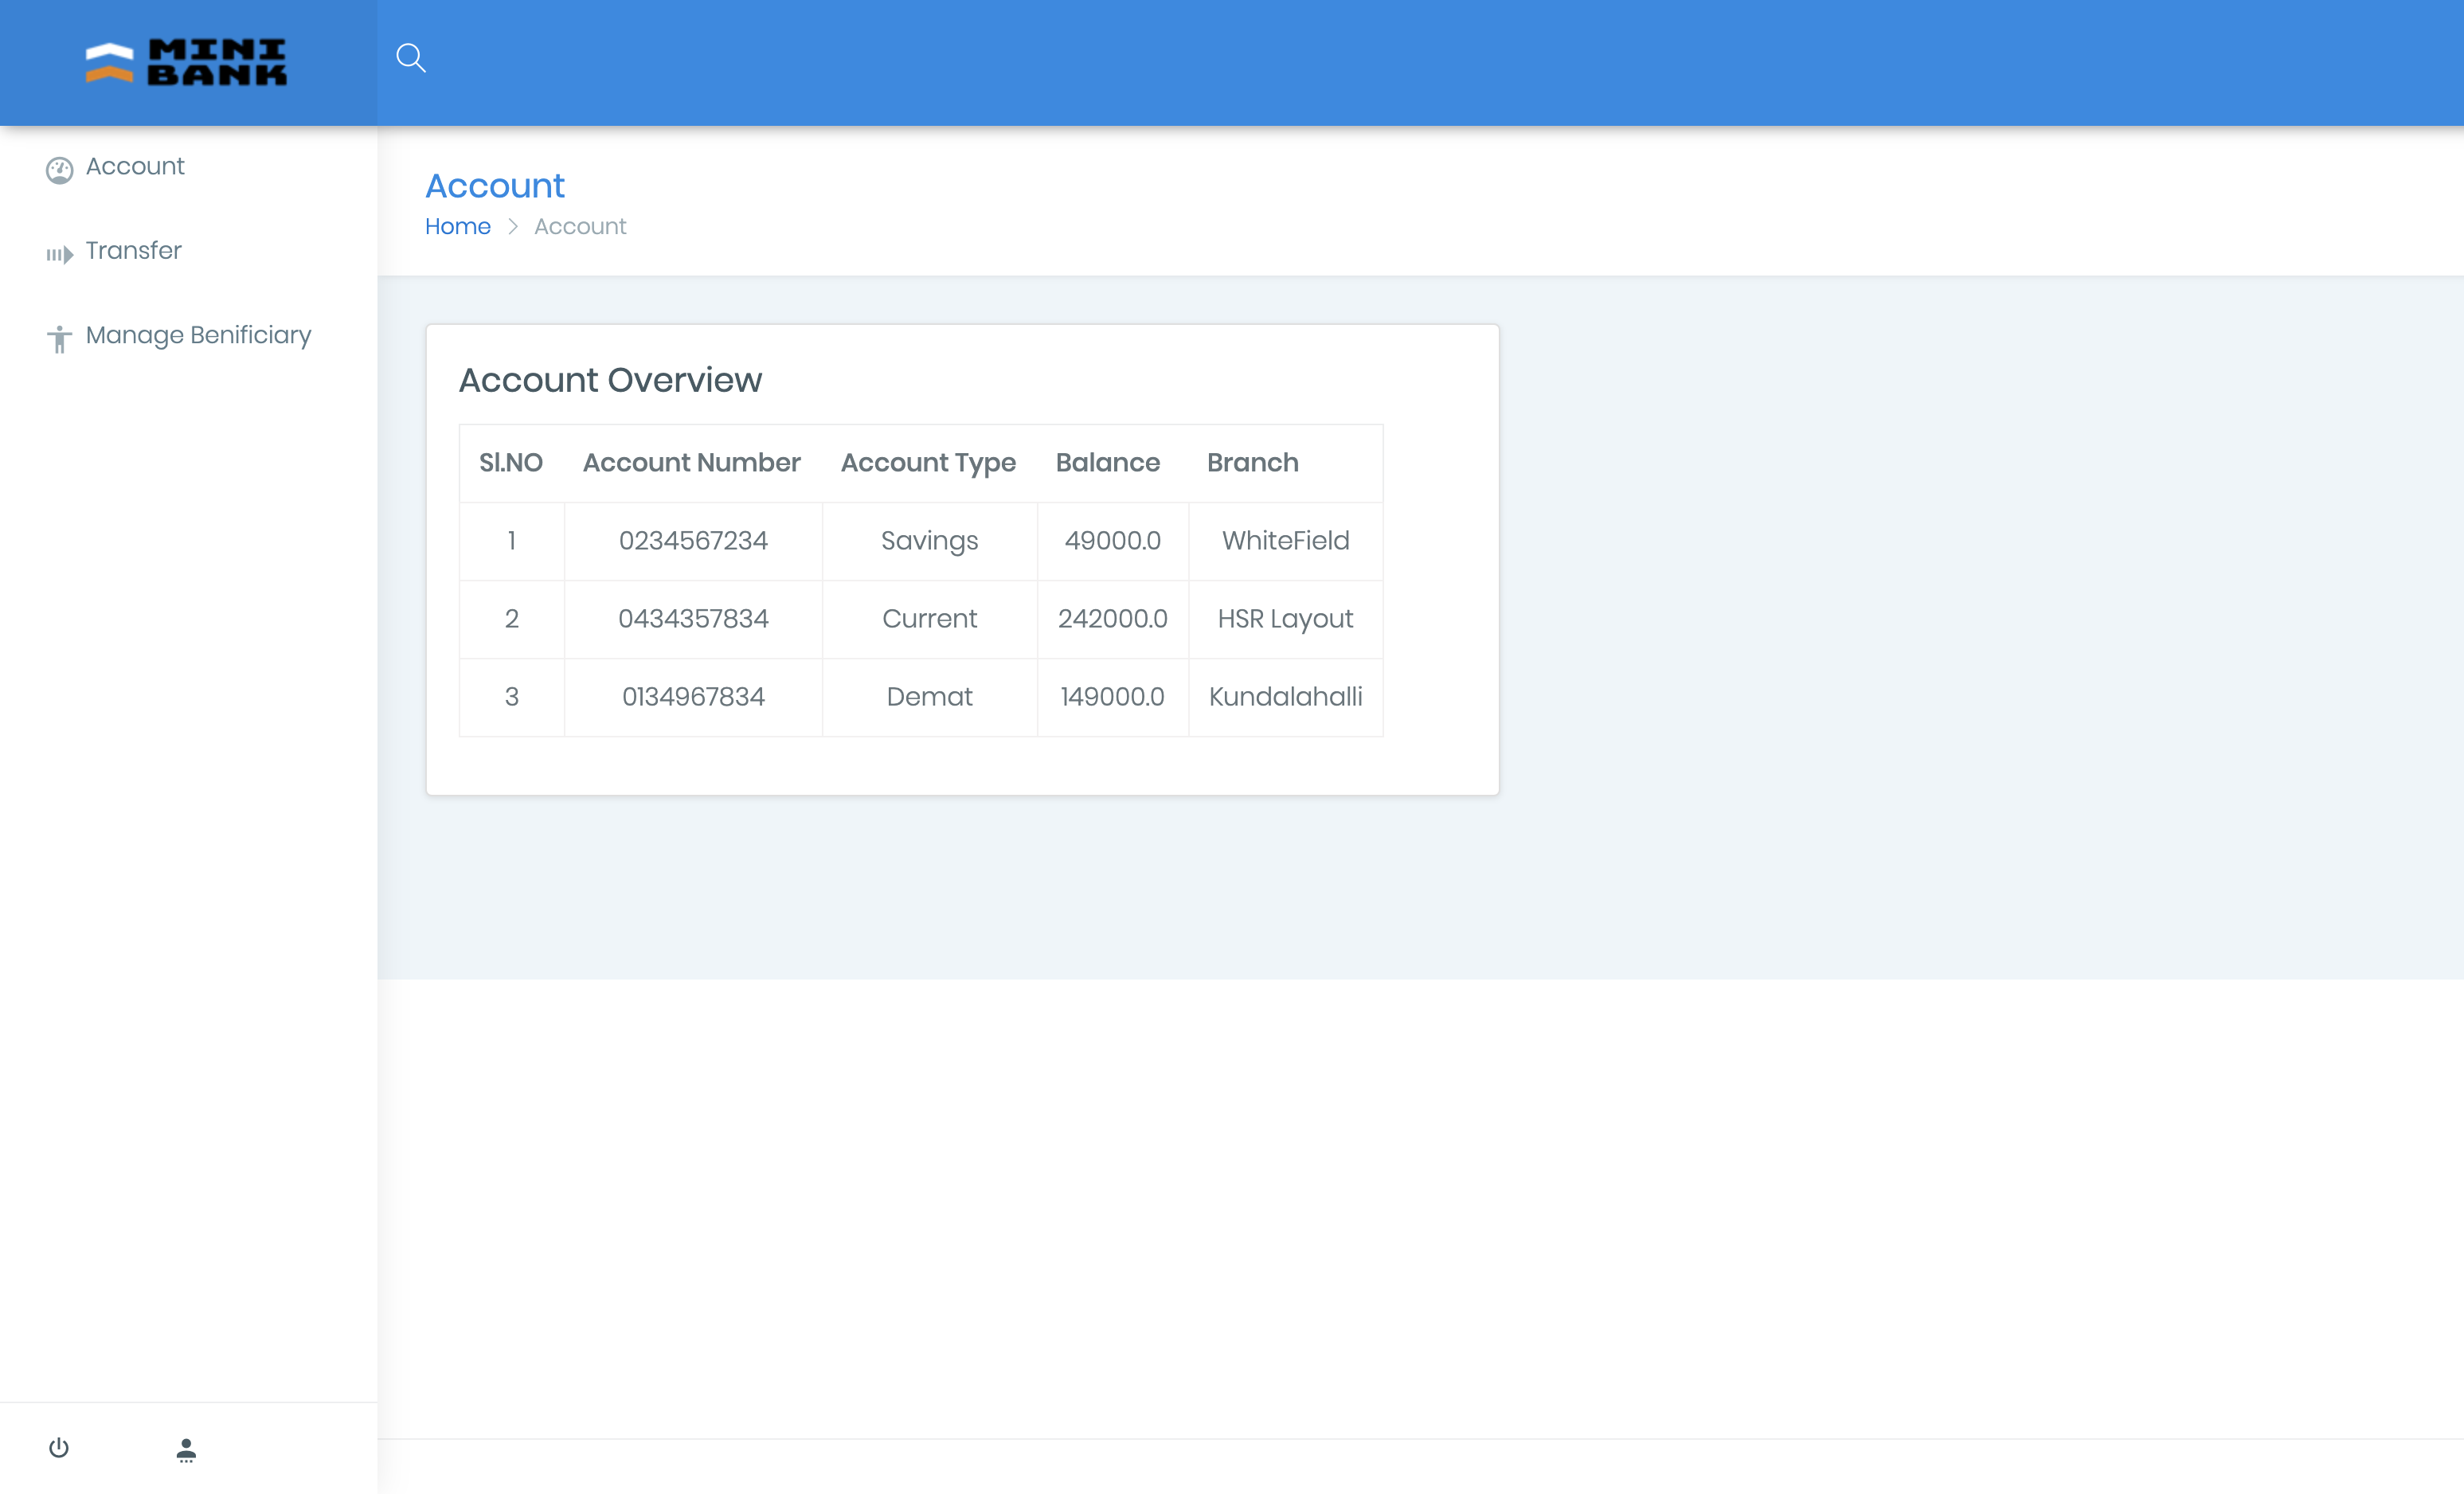 MINI
BANK
Account
Transfer
Manage Benificiary
Account
Home > Account
Account Overview
Sl.NO Account Number Account Type Balance Branch
1 0234567234 Savings 49000.0 WhiteField
2 0434357834 Current 242000.0 HSR Layout
3 0134967834 Demat 149000.0 Kundalahalli